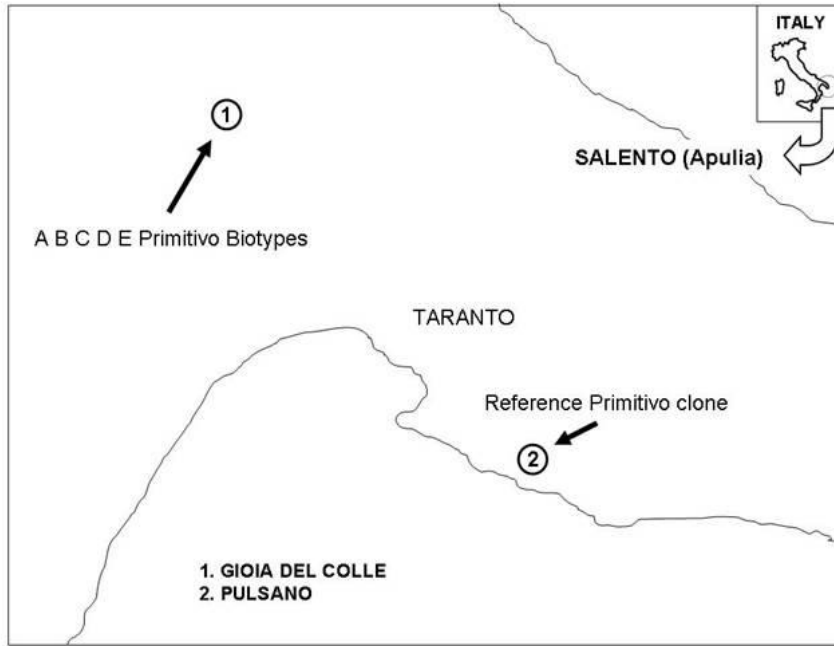 ITALY
1
SALENTO (Apulia)
A B C D E Primitivo Biotypes
TARANTO
Reference Primitivo clone
2
1. GIOIA DEL COLLE
2. PULSANO